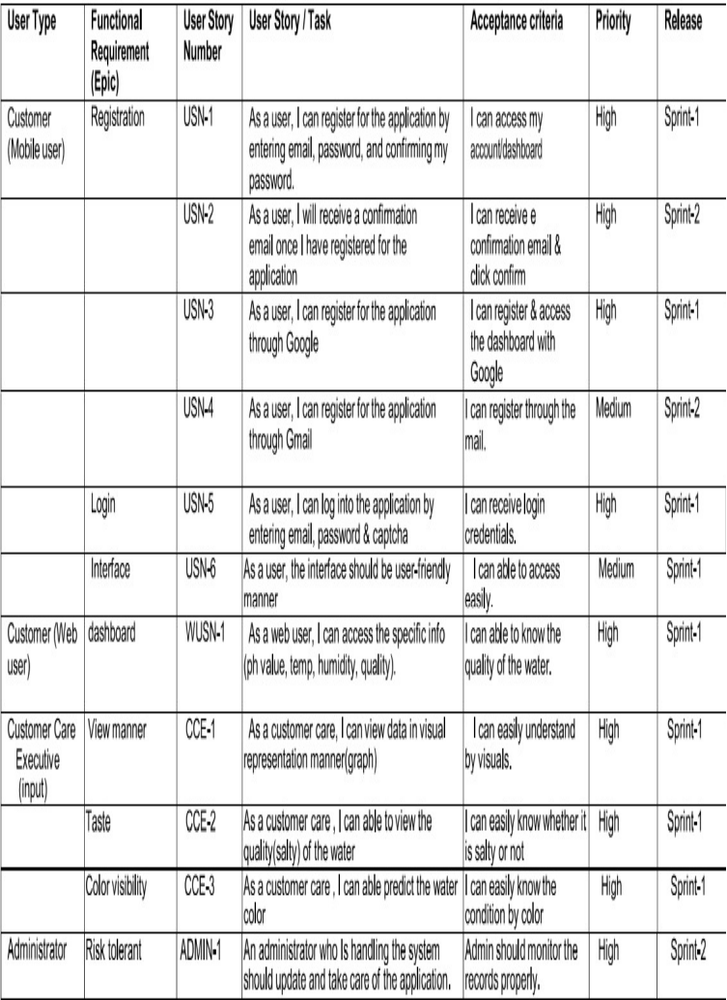 User Type Functional Requirement (Epic) User Story Number User Story / Task Acceptance criteria Priority Release
Customer (Mobile user) Registration USN-1 As a user, I can register for the application by entering email, password, and confirming my password. I can access my account/dashboard High Sprint-1
USN-2 As a user, I will receive a confirmation email once I have registered for the application I can receive e confirmation email & click confirm High Sprint-2
USN-3 As a user, I can register for the application through Google I can register & access the dashboard with Google High Sprint-1
USN-4 As a user, I can register for the application through Gmail I can register through the mail. Medium Sprint-2
Login USN-5 As a user, I can log into the application by entering email, password & captcha I can receive login credentials. High Sprint-1
Interface USN-6 As a user, the interface should be user-friendly manner I can able to access easily. Medium Sprint-1
Customer (Web user) dashboard WUSN-1 As a web user, I can access the specific info (ph value, temp, humidity, quality). I can able to know the quality of the water. High Sprint-1
Customer Care Executive (input) View manner CCE-1 As a customer care, I can view data in visual representation manner(graph) I can easily understand by visuals. High Sprint-1
Taste CCE-2 As a customer care , I can able to view the quality(salty) of the water I can easily know whether it is salty or not High Sprint-1
Color visibility CCE-3 As a customer care , I can able predict the water color I can easily know the condition by color High Sprint-1
Administrator Risk tolerant ADMIN-1 An administrator who Is handling the system should update and take care of the application. Admin should monitor the records properly. High Sprint-2